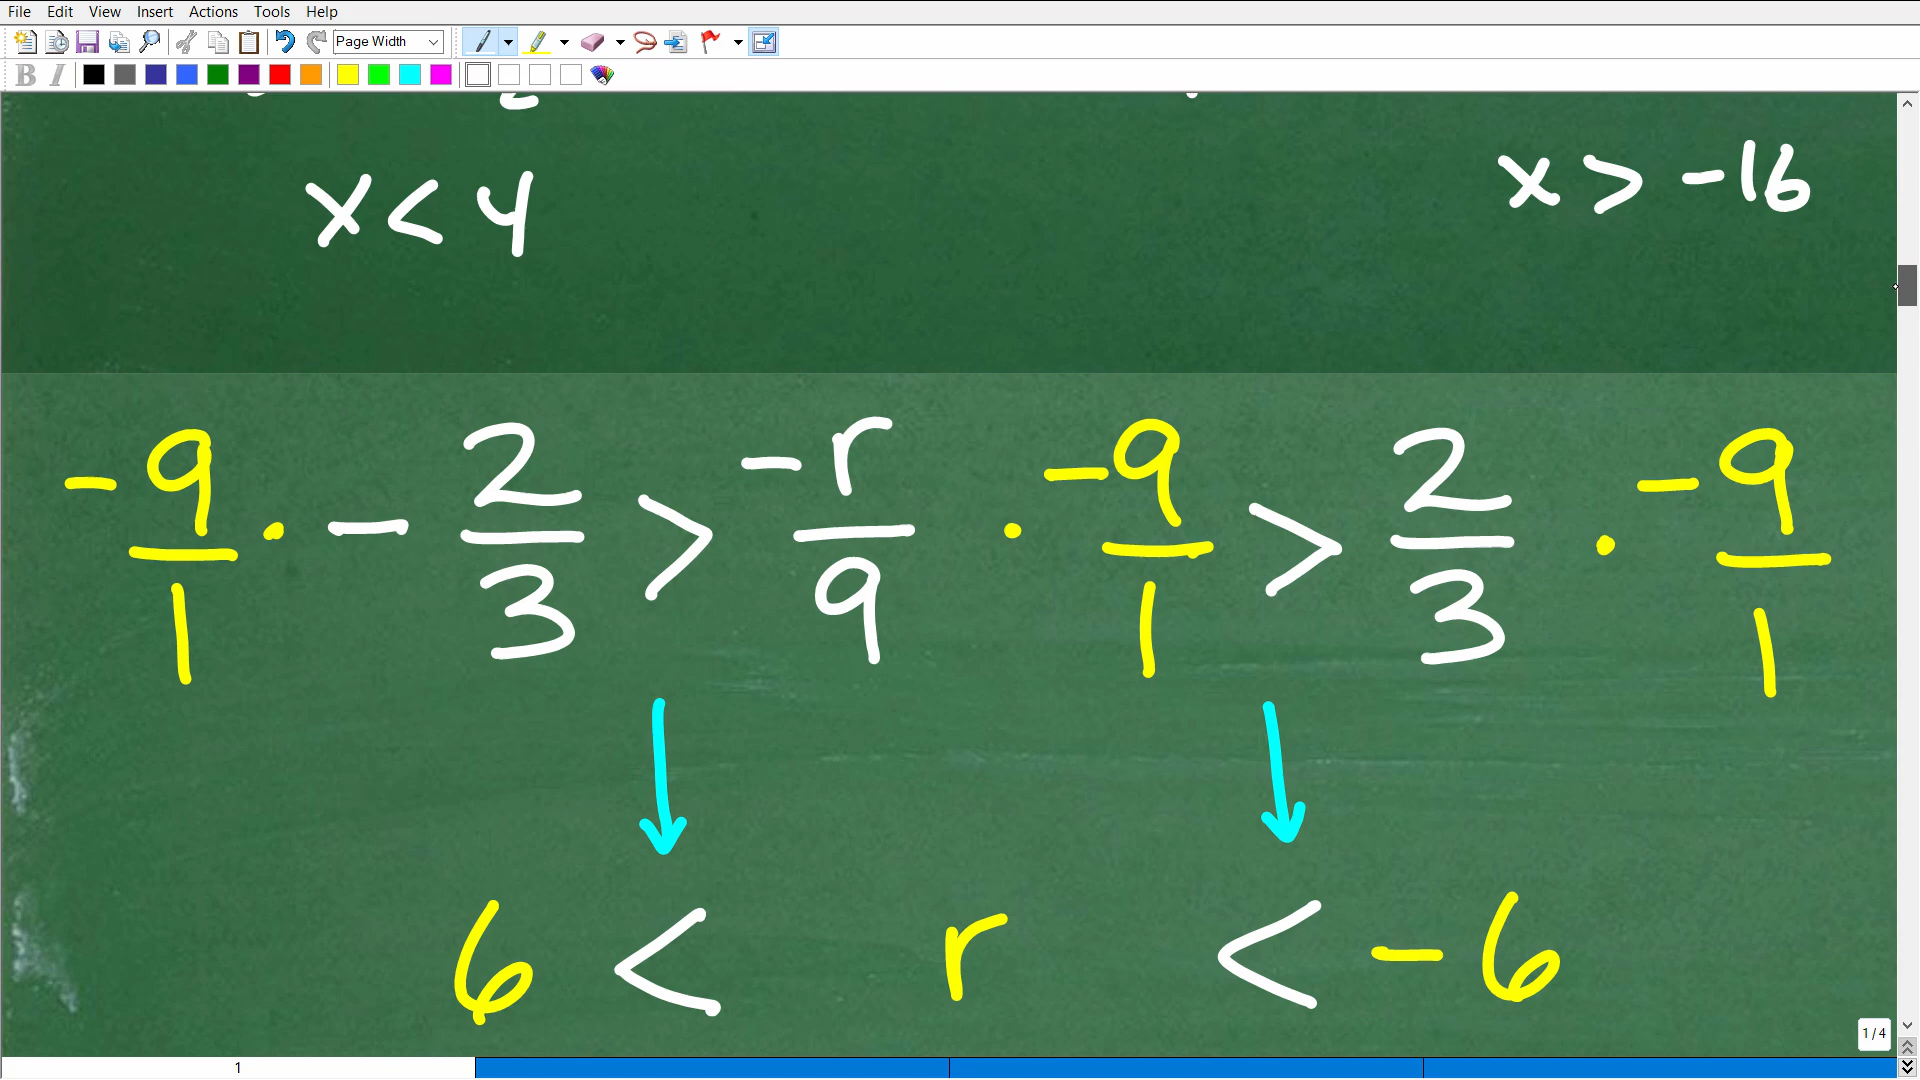 File Edit View Insert Actions Tools Help
Page Width
B I
x < 4
x > -16
-9/1 · -2/3 > -r/9 · -9/1 > 2/3 · -9/1
6 < r < -6
1 / 4
1